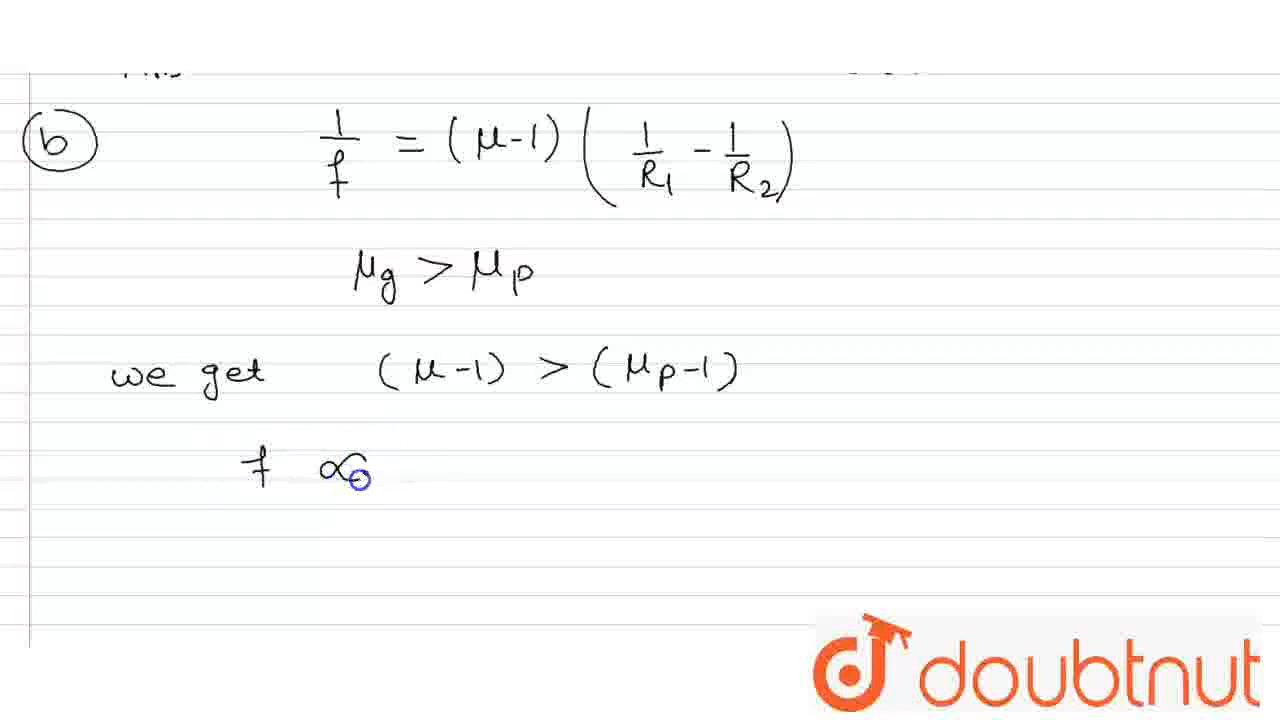 b 1/f = (μ-1) (1/R1 - 1/R2)
μg > μp
we get (μ-1) > (μp-1)
f ∝
doubtnut